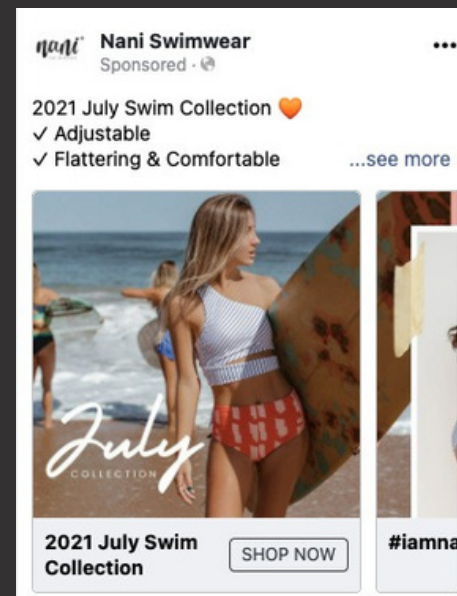 nani
Nani Swimwear
Sponsored ·
2021 July Swim Collection 🧡
✓ Adjustable
✓ Flattering & Comfortable ...see more
July
COLLECTION
2021 July Swim
Collection
SHOP NOW
#iamna